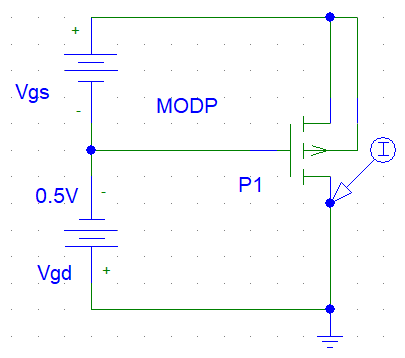 +
Vgs
-
MODP
I
P1
0.5V
-
Vgd
+